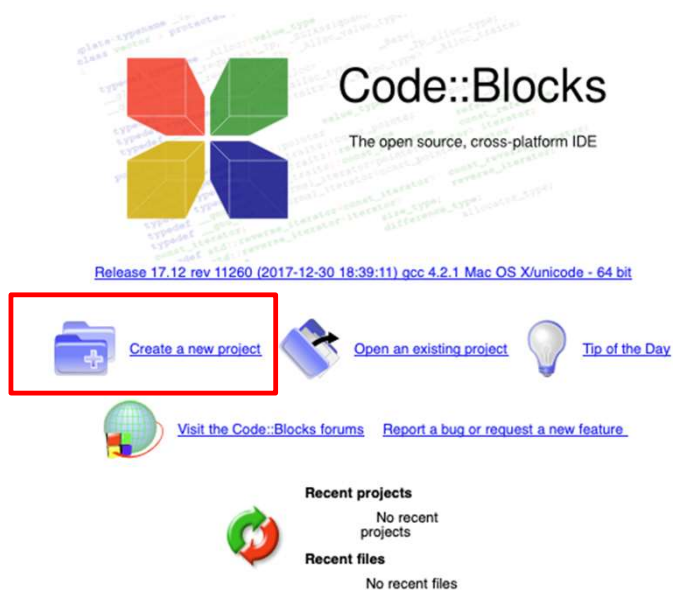 Code::Blocks
The open source, cross-platform IDE
Release 17.12 rev 11260 (2017-12-30 18:39:11) gcc 4.2.1 Mac OS X/unicode - 64 bit
Create a new project
Open an existing project
Tip of the Day
Visit the Code::Blocks forums
Report a bug or request a new feature
Recent projects
No recent
projects
Recent files
No recent files